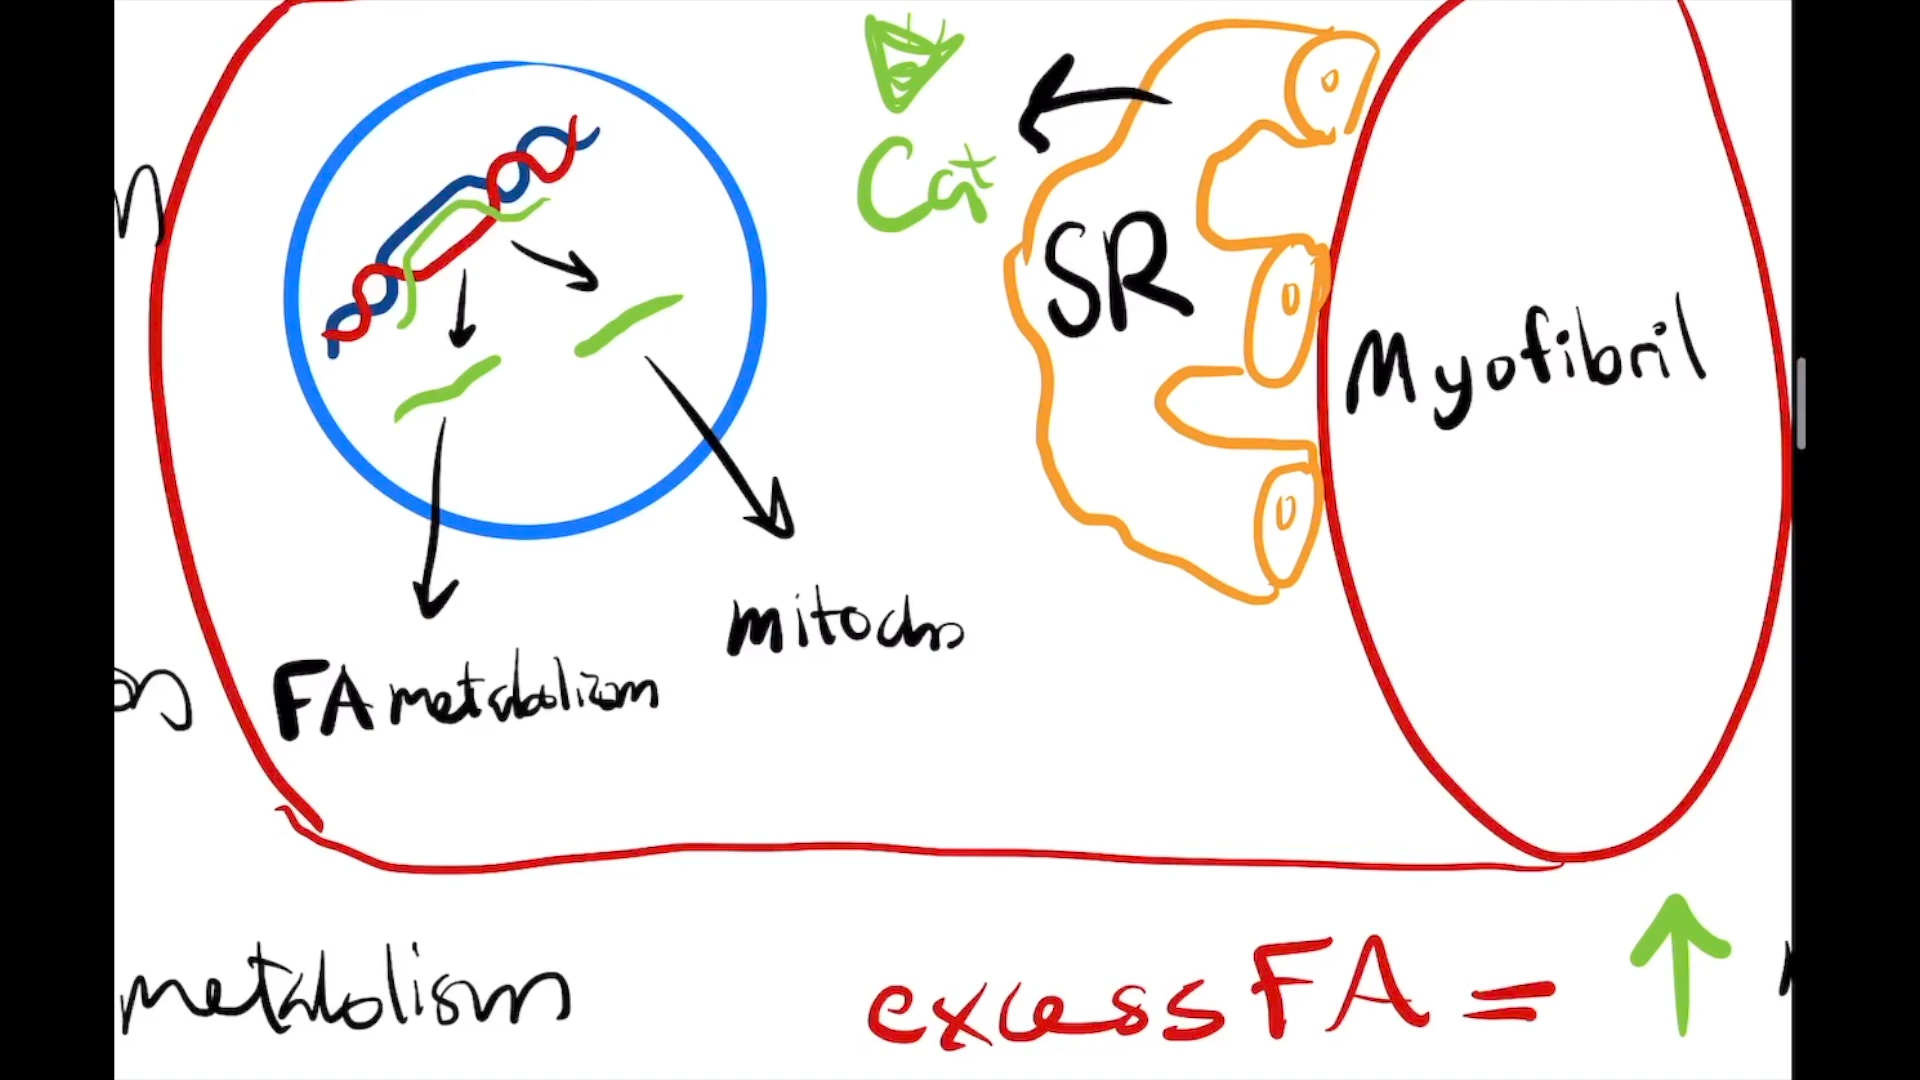 Ca+
SR
Myofibril
mitochs
FA metabolism
metabolism
excess FA = ↑